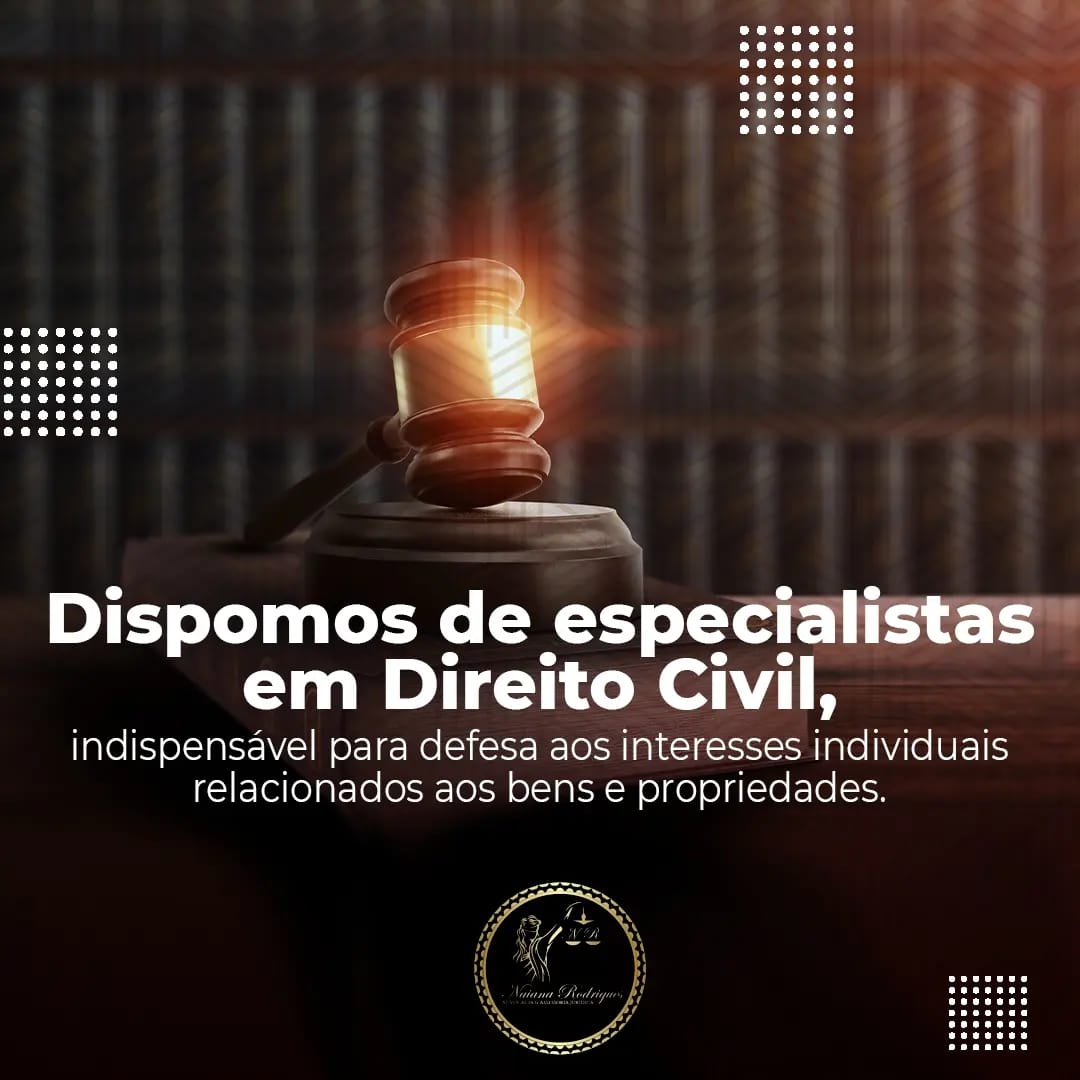 Dispomos de especialistas
em Direito Civil,
indispensável para defesa aos interesses individuais
relacionados aos bens e propriedades.
N R
Naiana Rodrigues